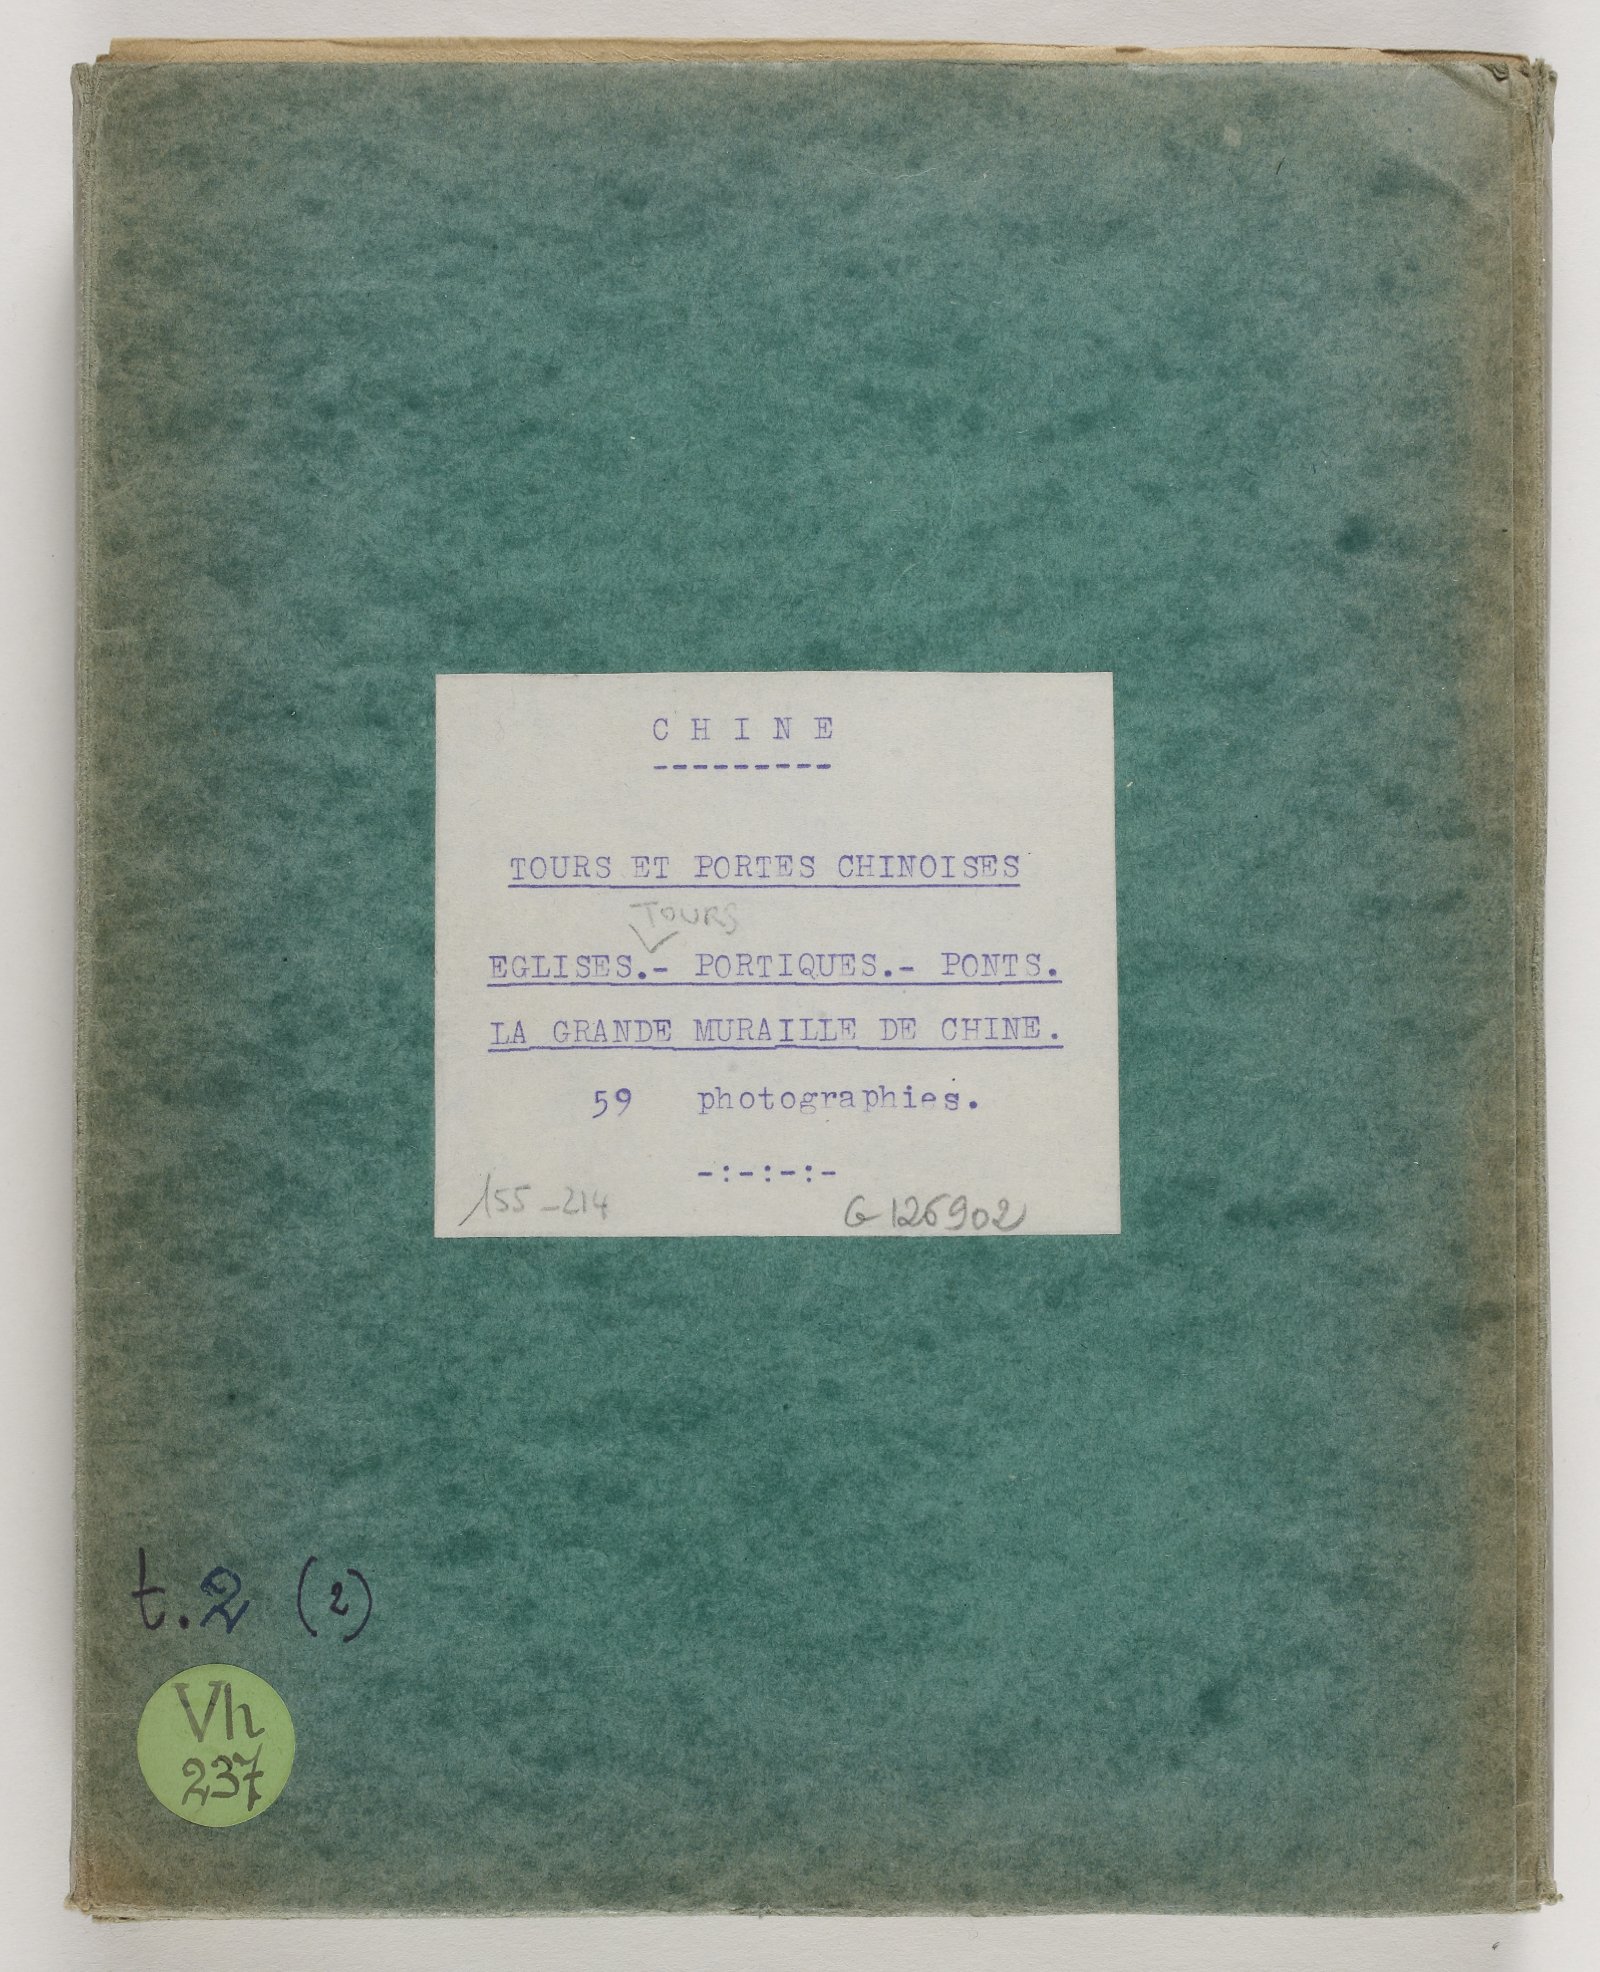 C H I N E
---------
TOURS ET PORTES CHINOISES
TOURS
EGLISES.- PORTIQUES.- PONTS.
LA GRANDE MURAILLE DE CHINE.
59 photographies.
-:-:-:-
155-214 G 126902
t.2 (2)
Vh
237